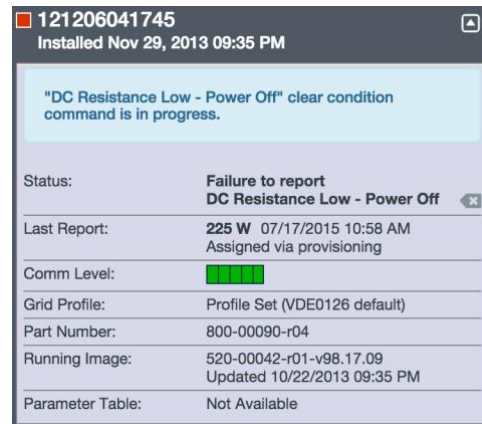 121206041745
Installed Nov 29, 2013 09:35 PM
"DC Resistance Low - Power Off" clear condition
command is in progress.
Status: Failure to report
DC Resistance Low - Power Off
Last Report: 225 W 07/17/2015 10:58 AM
Assigned via provisioning
Comm Level:
Grid Profile: Profile Set (VDE0126 default)
Part Number: 800-00090-r04
Running Image: 520-00042-r01-v98.17.09
Updated 10/22/2013 09:35 PM
Parameter Table: Not Available